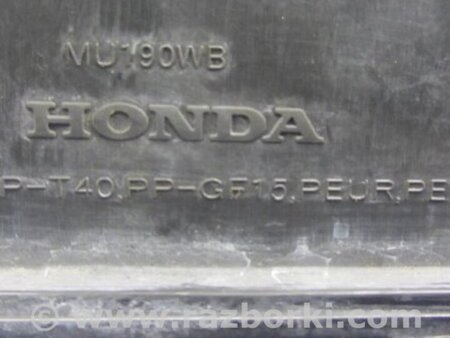 MU190WB
HONDA
P-T40,PP-GF15,PEUR,PE
www.razborki.com